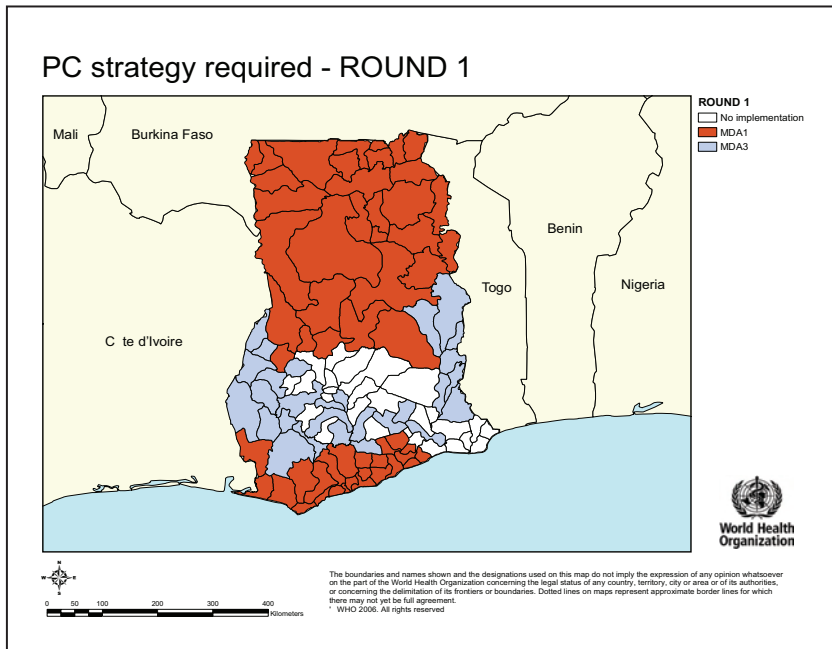 PC strategy required - ROUND 1
ROUND 1
No implementation
MDA1
MDA3
Mali
Burkina Faso
Benin
Togo
Nigeria
C te d'Ivoire
World Health
Organization
N
W E
S
0 50 100 200 300 400
Kilometers
The boundaries and names shown and the designations used on this map do not imply the expression of any opinion whatsoever
on the part of the World Health Organization concerning the legal status of any country, territory, city or area or of its authorities,
or concerning the delimitation of its frontiers or boundaries. Dotted lines on maps represent approximate border lines for which
there may not yet be full agreement.
' WHO 2006. All rights reserved